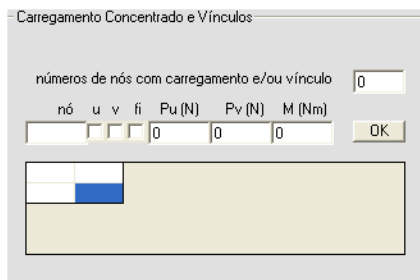 Carregamento Concentrado e Vínculos
números de nós com carregamento e/ou vínculo 0
nó u v fi Pu (N) Pv (N) M (Nm)
0 0 0 OK